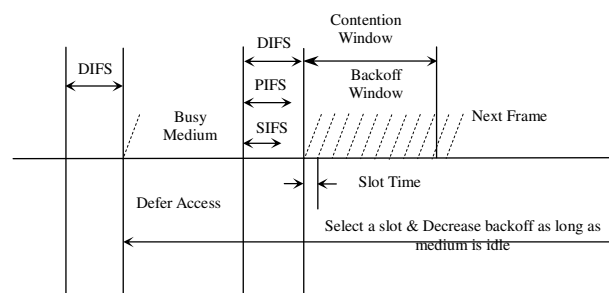 Contention
Window
DIFS
DIFS
Backoff
Window
PIFS
Busy
Medium
Next Frame
SIFS
Slot Time
Defer Access
Select a slot & Decrease backoff as long as
medium is idle